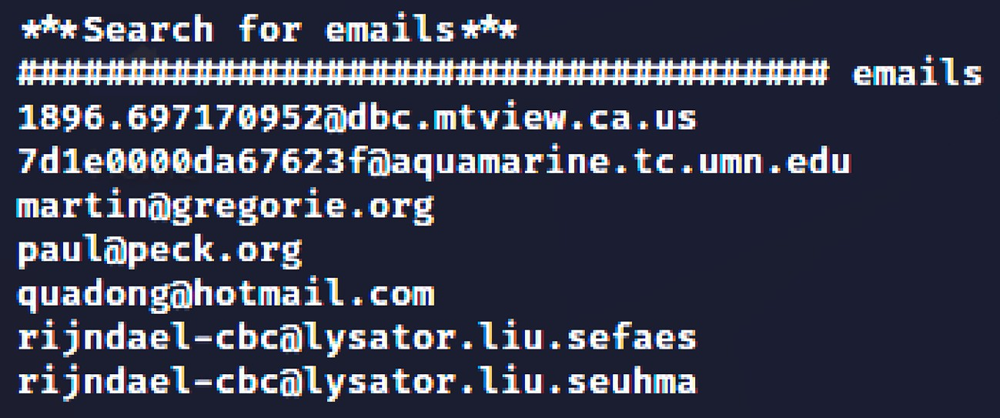 ***Search for emails***
##################################### emails
1896.697170952@dbc.mtview.ca.us
7d1e0000da67623f@aquamarine.tc.umn.edu
martin@gregorie.org
paul@peck.org
quadong@hotmail.com
rijndael-cbc@lysator.liu.sefaes
rijndael-cbc@lysator.liu.seuhma